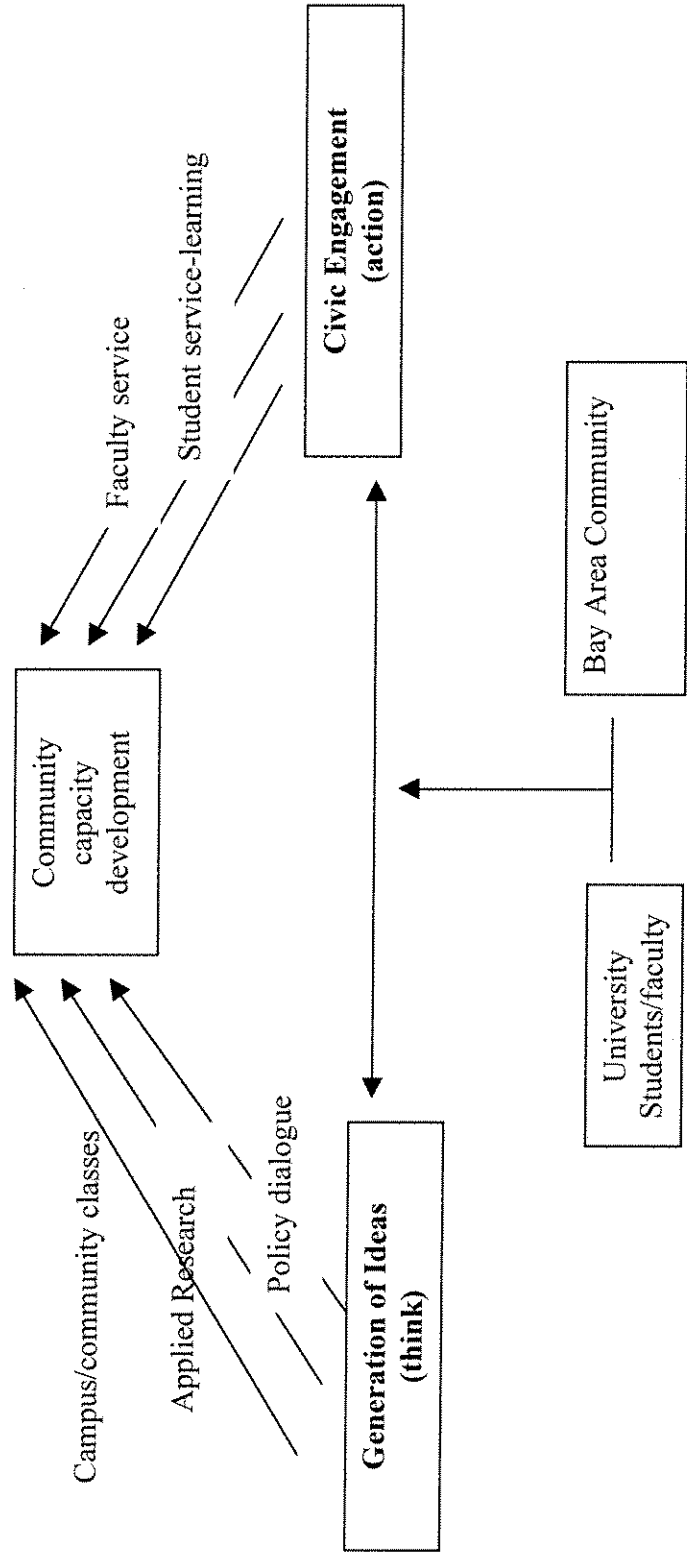 Community
capacity
development
Campus/community classes
Applied Research
Policy dialogue
Faculty service
Student service-learning
Generation of Ideas
(think)
Civic Engagement
(action)
University
Students/faculty
Bay Area Community